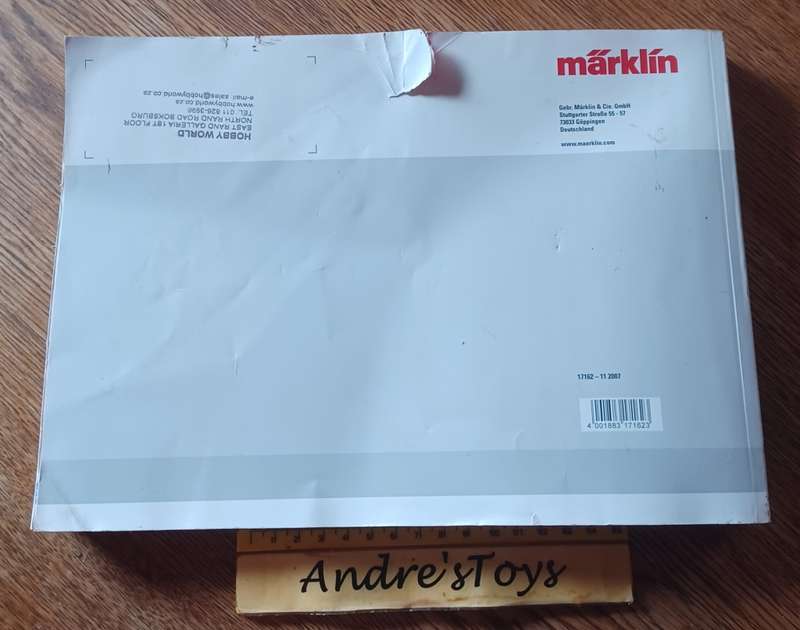 märklin
Gebr. Märklin & Cie. GmbH
Stuttgarter Straße 55 - 57
73033 Göppingen
Deutschland
www.maerklin.com
HOBBY WORLD
EAST RAND GALLERIA 1ST FLOOR
NORTH RAND ROAD BOKSBURG
TEL: 011 826-3996
www.hobbyworld.co.za
e-mail: sales@hobbyworld.co.za
17162 – 11 2007
4 001883 171623
Andre'sToys